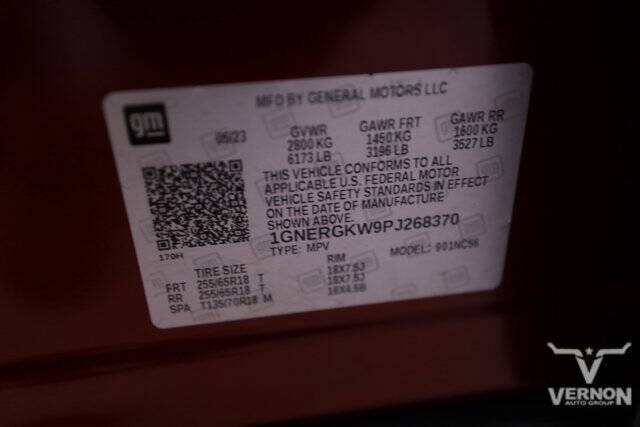 gm
MFD BY GENERAL MOTORS LLC
06/23 GVWR GAWR FRT GAWR RR
2800 KG 1450 KG 1600 KG
6173 LB 3196 LB 3527 LB
THIS VEHICLE CONFORMS TO ALL
APPLICABLE U.S. FEDERAL MOTOR
VEHICLE SAFETY STANDARDS IN EFFECT
ON THE DATE OF MANUFACTURE
SHOWN ABOVE.
1GNERGKW9PJ268370
170H TYPE: MPV MODEL: 901NC56
TIRE SIZE RIM
FRT 255/65R18 T 18X7.5J
RR 255/65R18 T 18X7.5J
SPA T135/70R18 M 18X4.5B
VERNON
AUTO GROUP